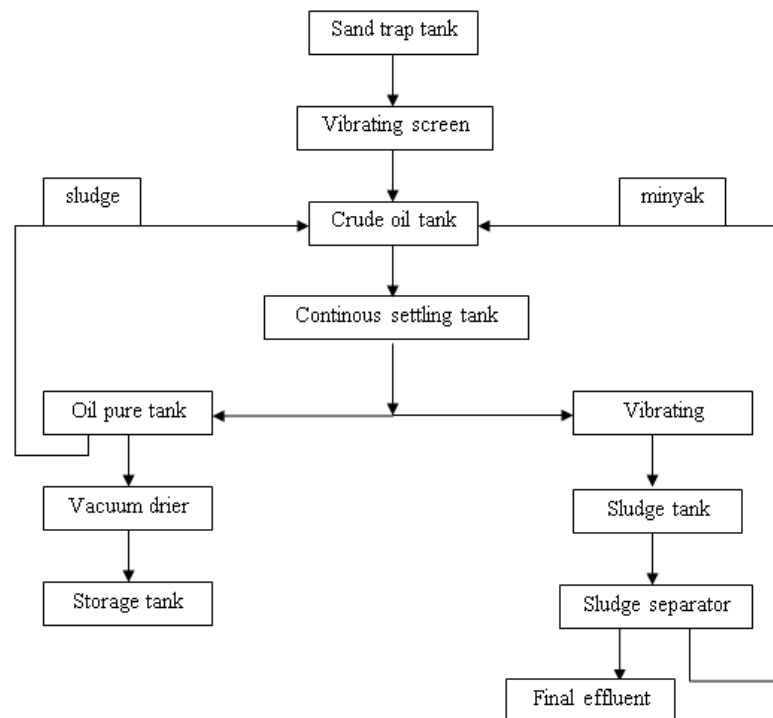 Sand trap tank
Vibrating screen
sludge
minyak
Crude oil tank
Continous settling tank
Oil pure tank
Vibrating
Vacuum drier
Sludge tank
Storage tank
Sludge separator
Final effluent